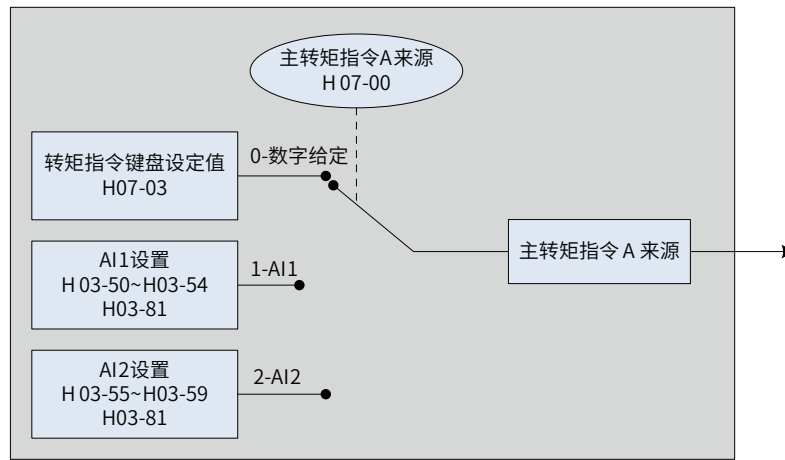 主转矩指令A来源
H 07-00
转矩指令键盘设定值
H07-03
0-数字给定
AI1设置
H 03-50~H03-54
H03-81
1-AI1
主转矩指令 A 来源
AI2设置
H 03-55~H03-59
H03-81
2-AI2